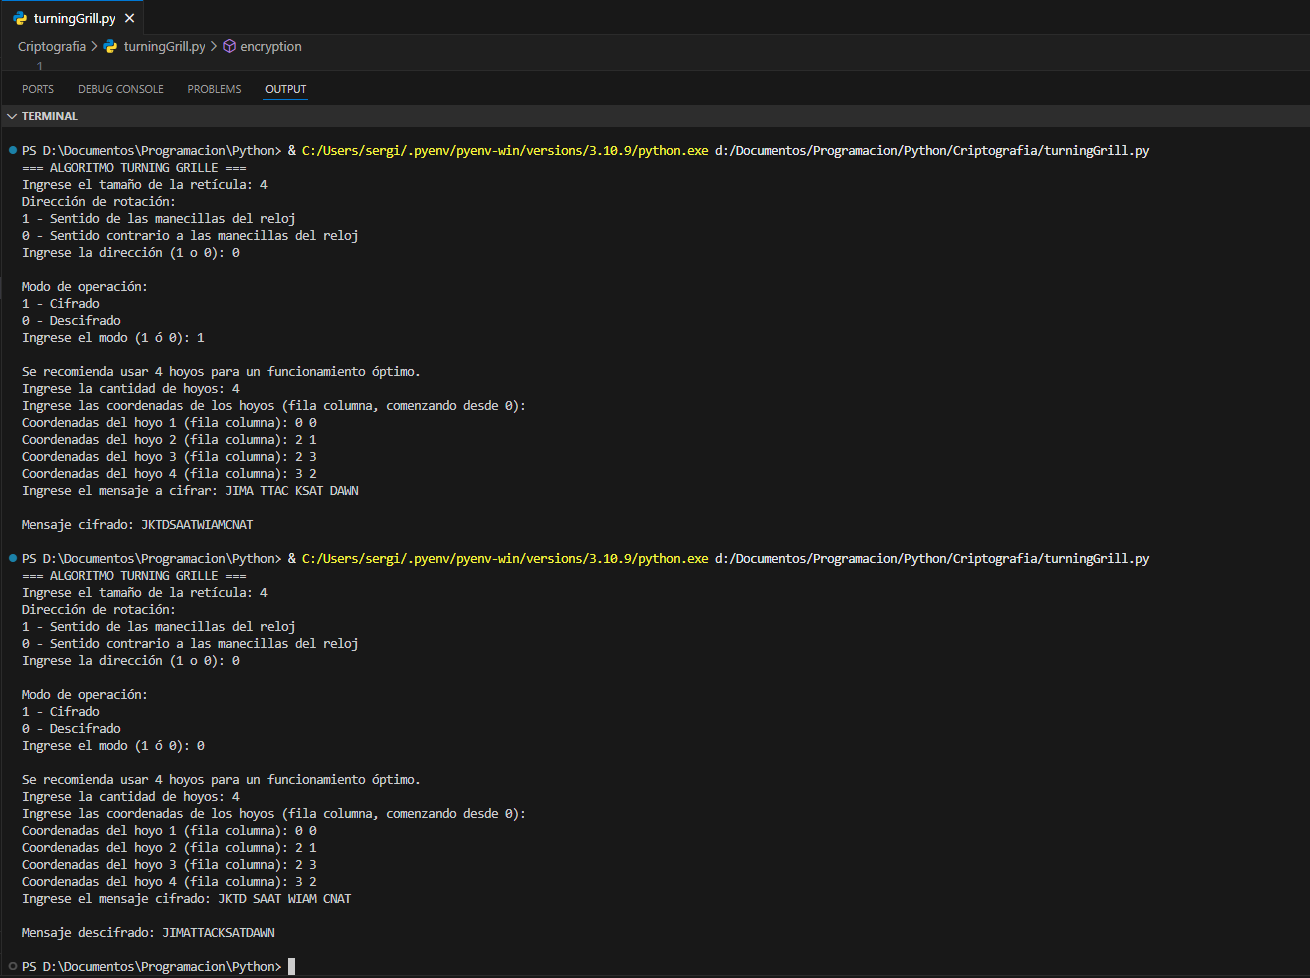 turningGrill.py
Criptografia > turningGrill.py > encryption
1
PORTS DEBUG CONSOLE PROBLEMS OUTPUT
TERMINAL
PS D:\Documentos\Programacion\Python> & C:/Users/sergi/.pyenv/pyenv-win/versions/3.10.9/python.exe d:/Documentos/Programacion/Python/Criptografia/turningGrill.py
=== ALGORITMO TURNING GRILLE ===
Ingrese el tamaño de la retícula: 4
Dirección de rotación:
1 - Sentido de las manecillas del reloj
0 - Sentido contrario a las manecillas del reloj
Ingrese la dirección (1 o 0): 0
Modo de operación:
1 - Cifrado
0 - Descifrado
Ingrese el modo (1 ó 0): 1
Se recomienda usar 4 hoyos para un funcionamiento óptimo.
Ingrese la cantidad de hoyos: 4
Ingrese las coordenadas de los hoyos (fila columna, comenzando desde 0):
Coordenadas del hoyo 1 (fila columna): 0 0
Coordenadas del hoyo 2 (fila columna): 2 1
Coordenadas del hoyo 3 (fila columna): 2 3
Coordenadas del hoyo 4 (fila columna): 3 2
Ingrese el mensaje a cifrar: JIMA TTAC KSAT DAWN
Mensaje cifrado: JKTDSAATWIAMCNAT
PS D:\Documentos\Programacion\Python> & C:/Users/sergi/.pyenv/pyenv-win/versions/3.10.9/python.exe d:/Documentos/Programacion/Python/Criptografia/turningGrill.py
=== ALGORITMO TURNING GRILLE ===
Ingrese el tamaño de la retícula: 4
Dirección de rotación:
1 - Sentido de las manecillas del reloj
0 - Sentido contrario a las manecillas del reloj
Ingrese la dirección (1 o 0): 0
Modo de operación:
1 - Cifrado
0 - Descifrado
Ingrese el modo (1 ó 0): 0
Se recomienda usar 4 hoyos para un funcionamiento óptimo.
Ingrese la cantidad de hoyos: 4
Ingrese las coordenadas de los hoyos (fila columna, comenzando desde 0):
Coordenadas del hoyo 1 (fila columna): 0 0
Coordenadas del hoyo 2 (fila columna): 2 1
Coordenadas del hoyo 3 (fila columna): 2 3
Coordenadas del hoyo 4 (fila columna): 3 2
Ingrese el mensaje cifrado: JKTD SAAT WIAM CNAT
Mensaje descifrado: JIMATTACKSATDAWN
PS D:\Documentos\Programacion\Python>